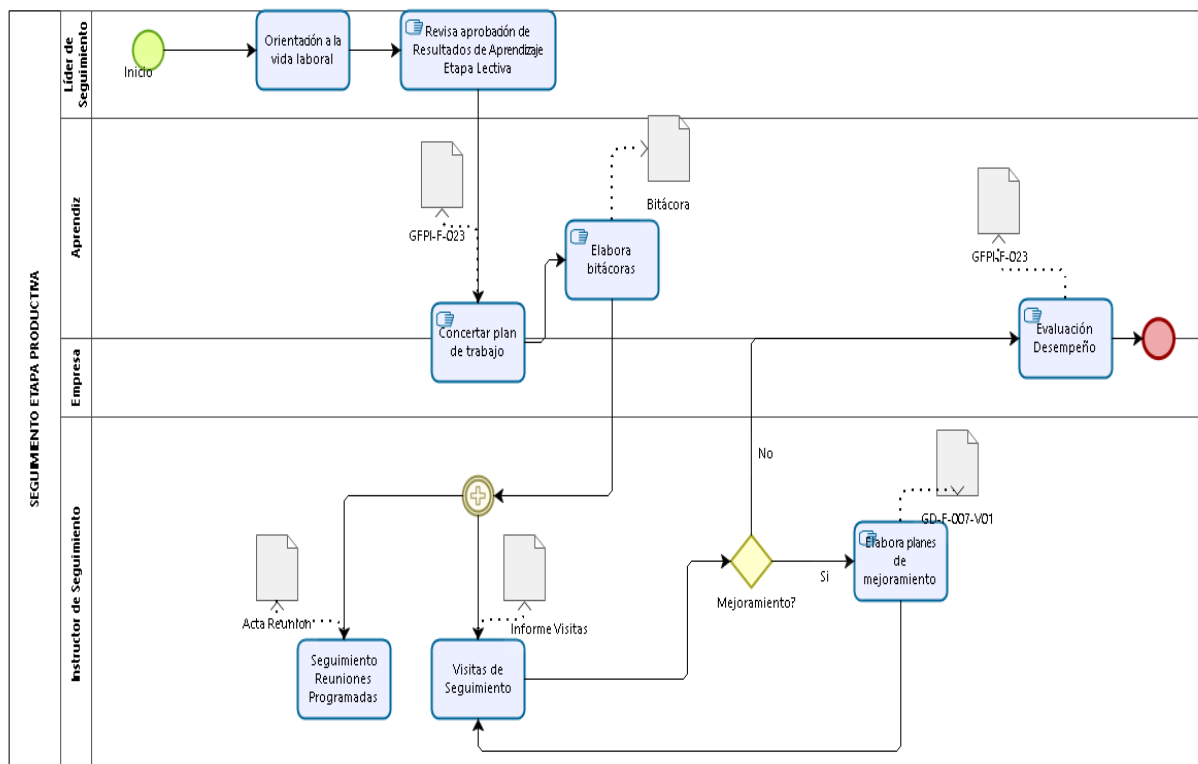 SEGUIMIENTO ETAPA PRODUCTIVA
Líder de
Seguimiento
Inicio
Orientación a la
vida laboral
Revisa aprobación de
Resultados de Aprendizaje
Etapa Lectiva
Aprendiz
GFPI-F-023
Bitácora
Elabora
bitácoras
GFPI-F-023
Concertar plan
de trabajo
Evaluación
Desempeño
Empresa
Instructor de Seguimiento
No
GD-F-007-V01
Elabora planes
de
mejoramiento
Si
Mejoramiento?
Acta Reunion
Informe Visitas
Seguimiento
Reuniones
Programadas
Visitas de
Seguimiento